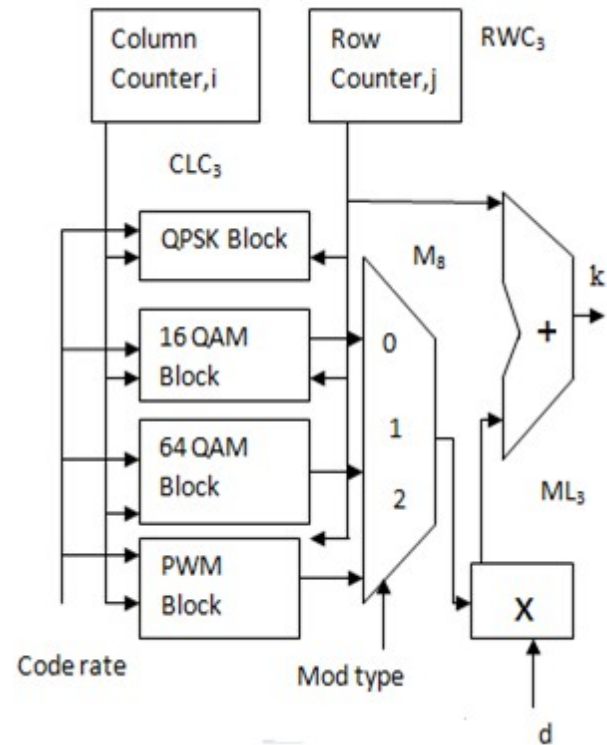 Column
Counter,i
Row
Counter,j
RWC₃
CLC₃
QPSK Block
M₈
k
16 QAM
Block
0
+
1
64 QAM
Block
2
ML₃
PWM
Block
X
Code rate
Mod type
d